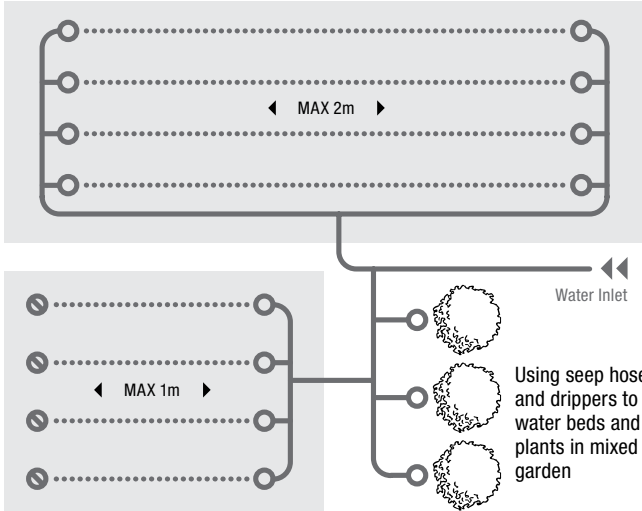 MAX 2m
Water Inlet
MAX 1m
Using seep hose
and drippers to
water beds and
plants in mixed
garden